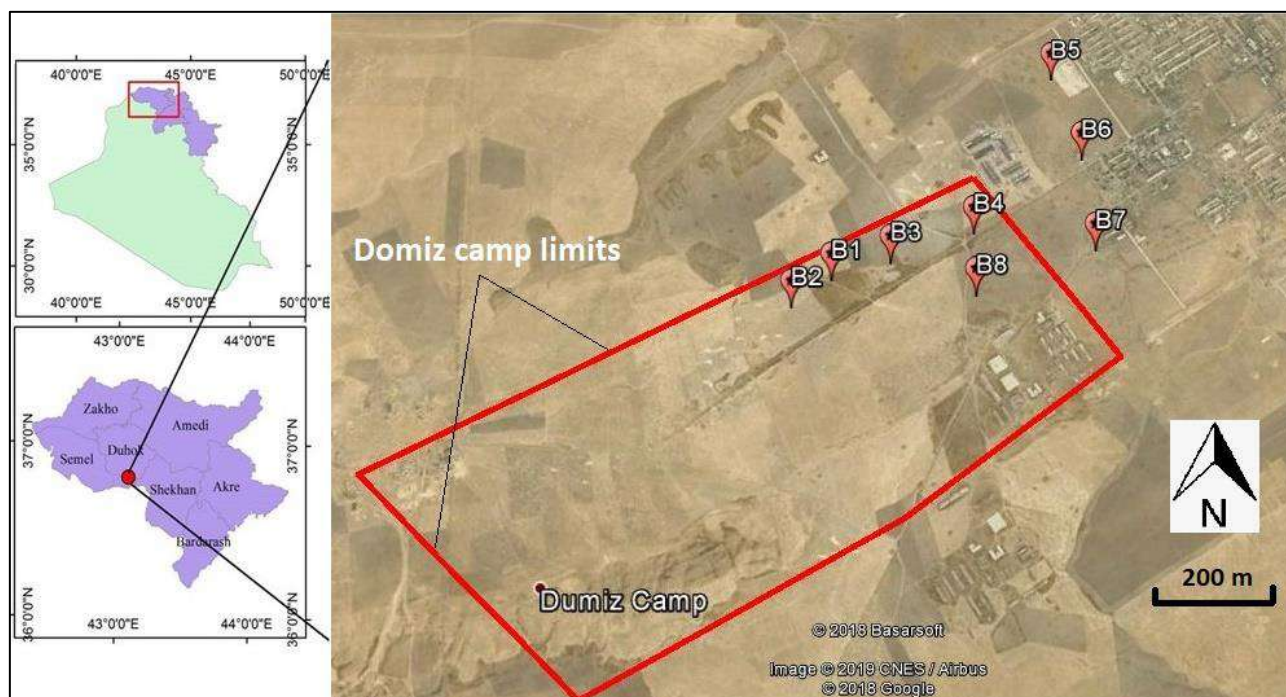 40°0'0"E 45°0'0"E 50°0'0"E
35°0'0"N
30°0'0"N
35°0'0"N
30°0'0"N
40°0'0"E 45°0'0"E 50°0'0"E
43°0'0"E 44°0'0"E
37°0'0"N
36°0'0"N
37°0'0"N
36°0'0"N
Zakho
Amedi
Duhok
Semel
Shekhan
Akre
Bardarash
43°0'0"E 44°0'0"E
B5
B6
B4
B7
B3
B1
B8
B2
Domiz camp limits
Dumiz Camp
N
200 m
© 2018 Basarsoft
Image © 2019 CNES / Airbus
© 2018 Google